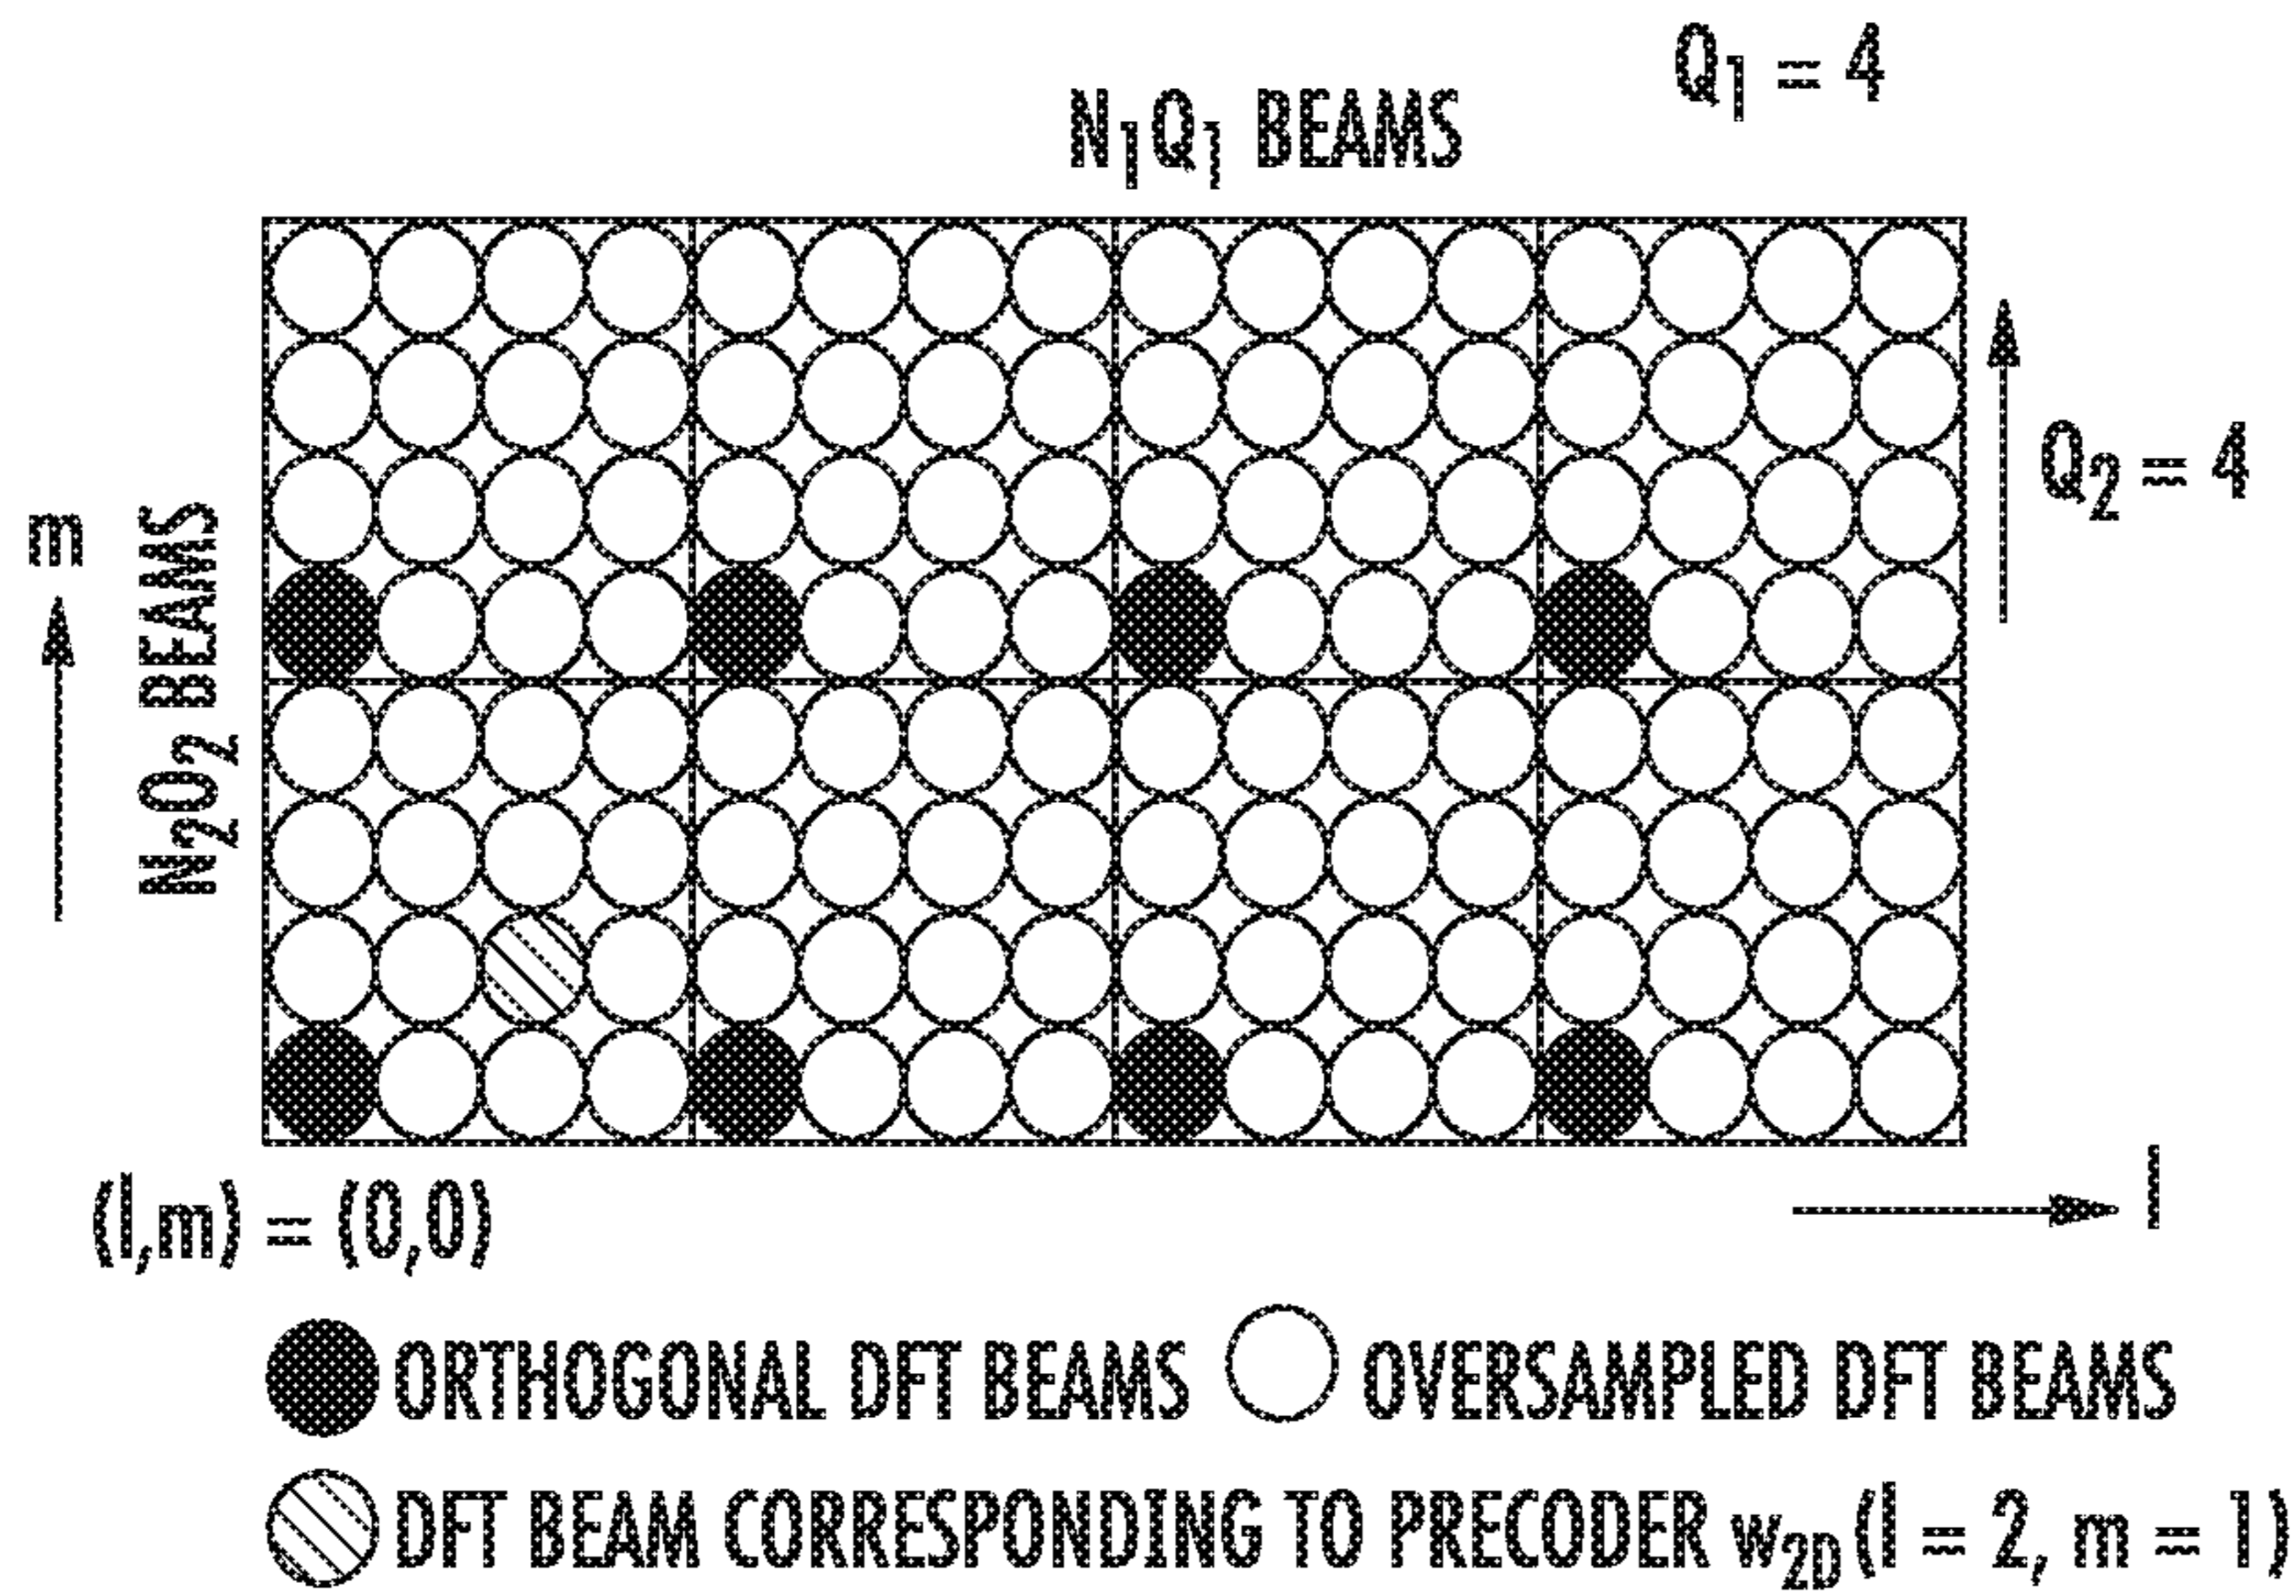 Q1 = 4
N1Q1 BEAMS
Q2 = 4
m
N2O2 BEAMS
(l,m) = (0,0)
l
ORTHOGONAL DFT BEAMS
OVERSAMPLED DFT BEAMS
DFT BEAM CORRESPONDING TO PRECODER w2D (l = 2, m = 1)